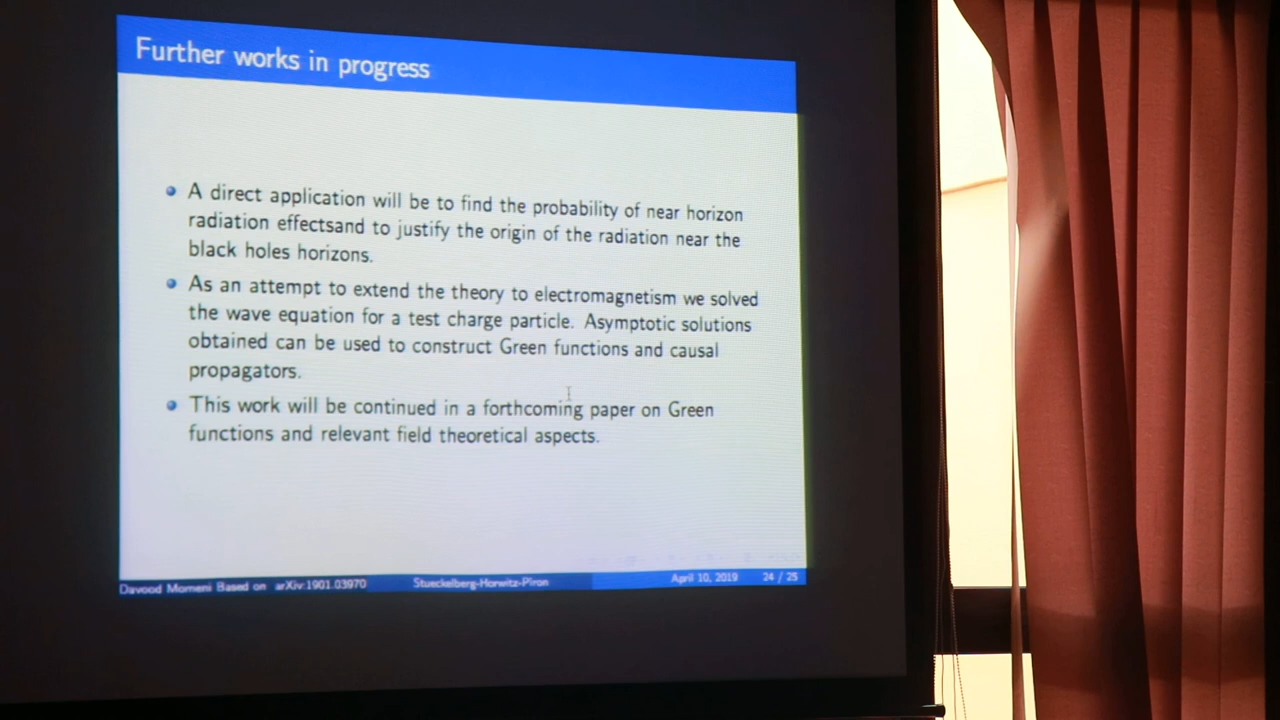 Further works in progress
A direct application will be to find the probability of near horizon
radiation effectsand to justify the origin of the radiation near the
black holes horizons.
As an attempt to extend the theory to electromagnetism we solved
the wave equation for a test charge particle. Asymptotic solutions
obtained can be used to construct Green functions and causal
propagators.
This work will be continued in a forthcoming paper on Green
functions and relevant field theoretical aspects.
Davood Momeni Based on arXiv:1901.03970 Stueckelberg-Horwitz-Piron April 10, 2019 24 / 25